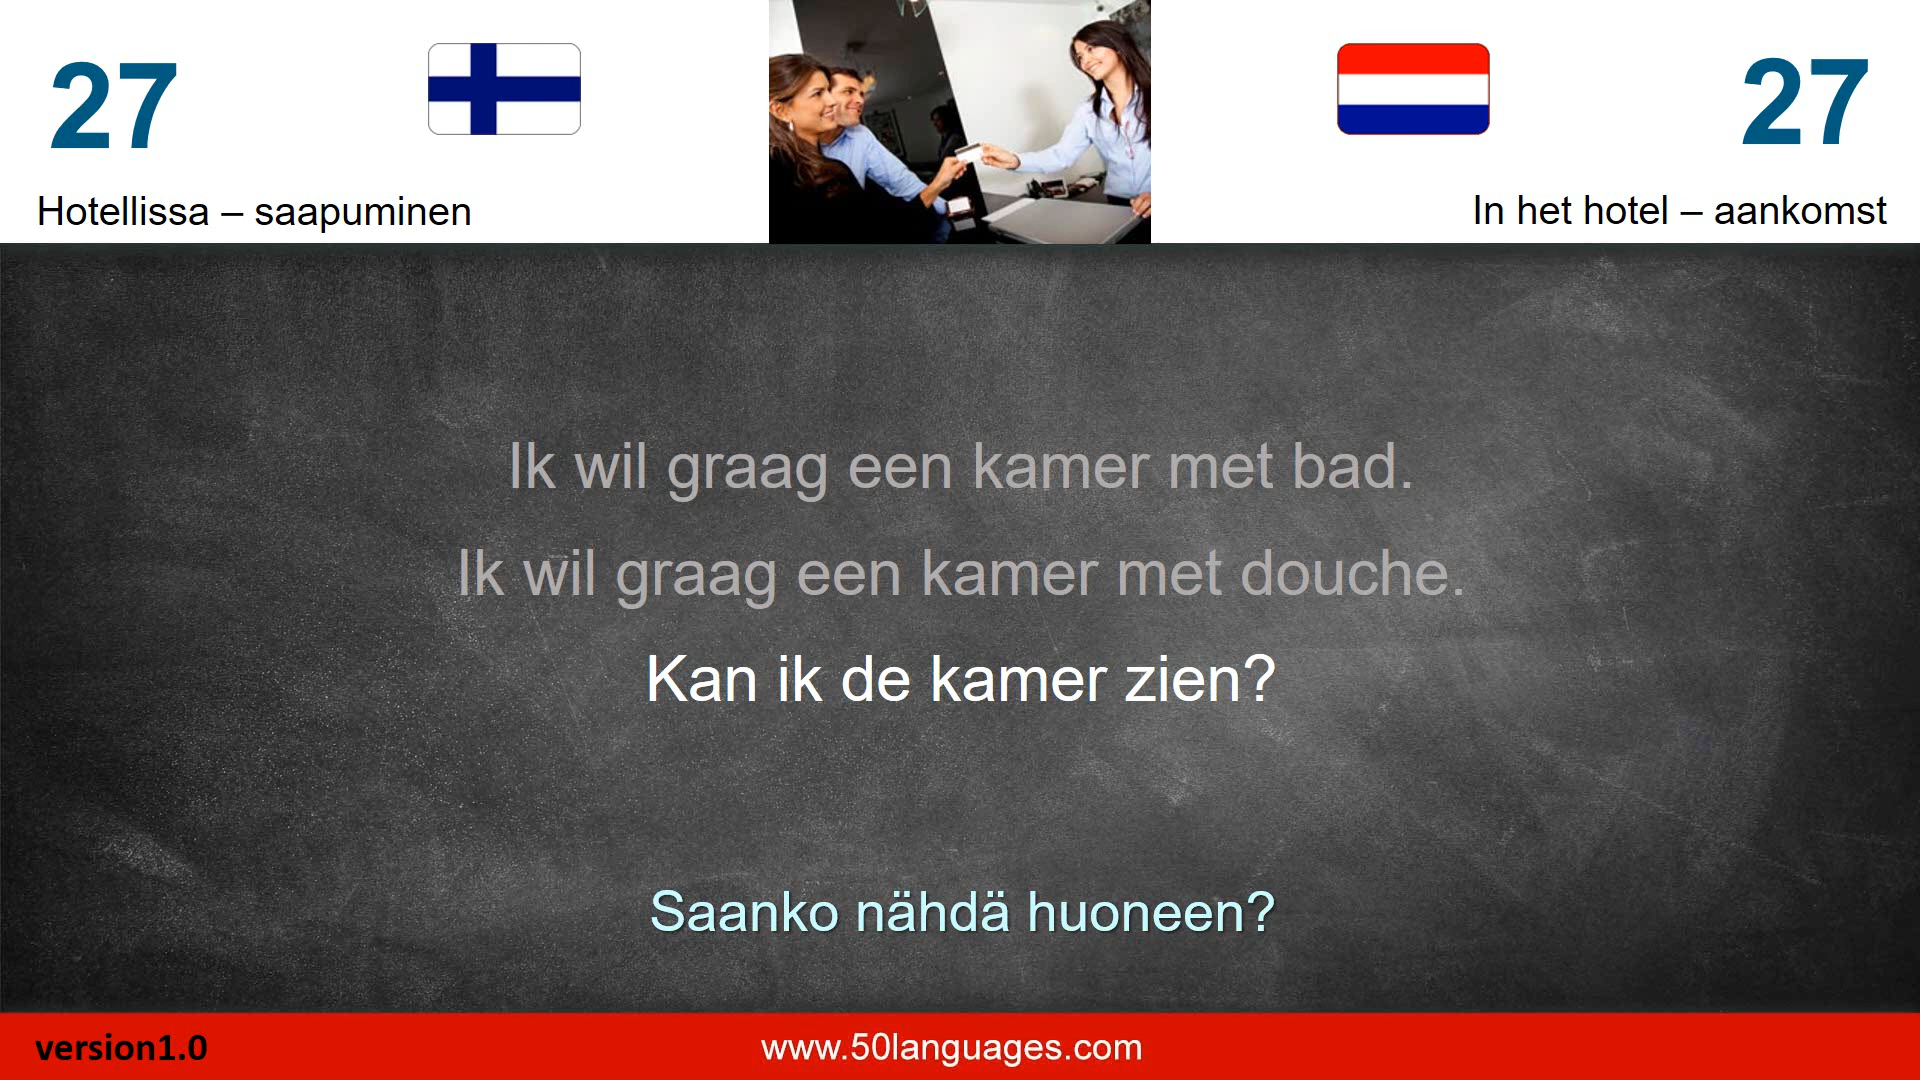 27
27
Hotellissa – saapuminen
In het hotel – aankomst
Ik wil graag een kamer met bad.
Ik wil graag een kamer met douche.
Kan ik de kamer zien?
Saanko nähdä huoneen?
version1.0
www.50languages.com